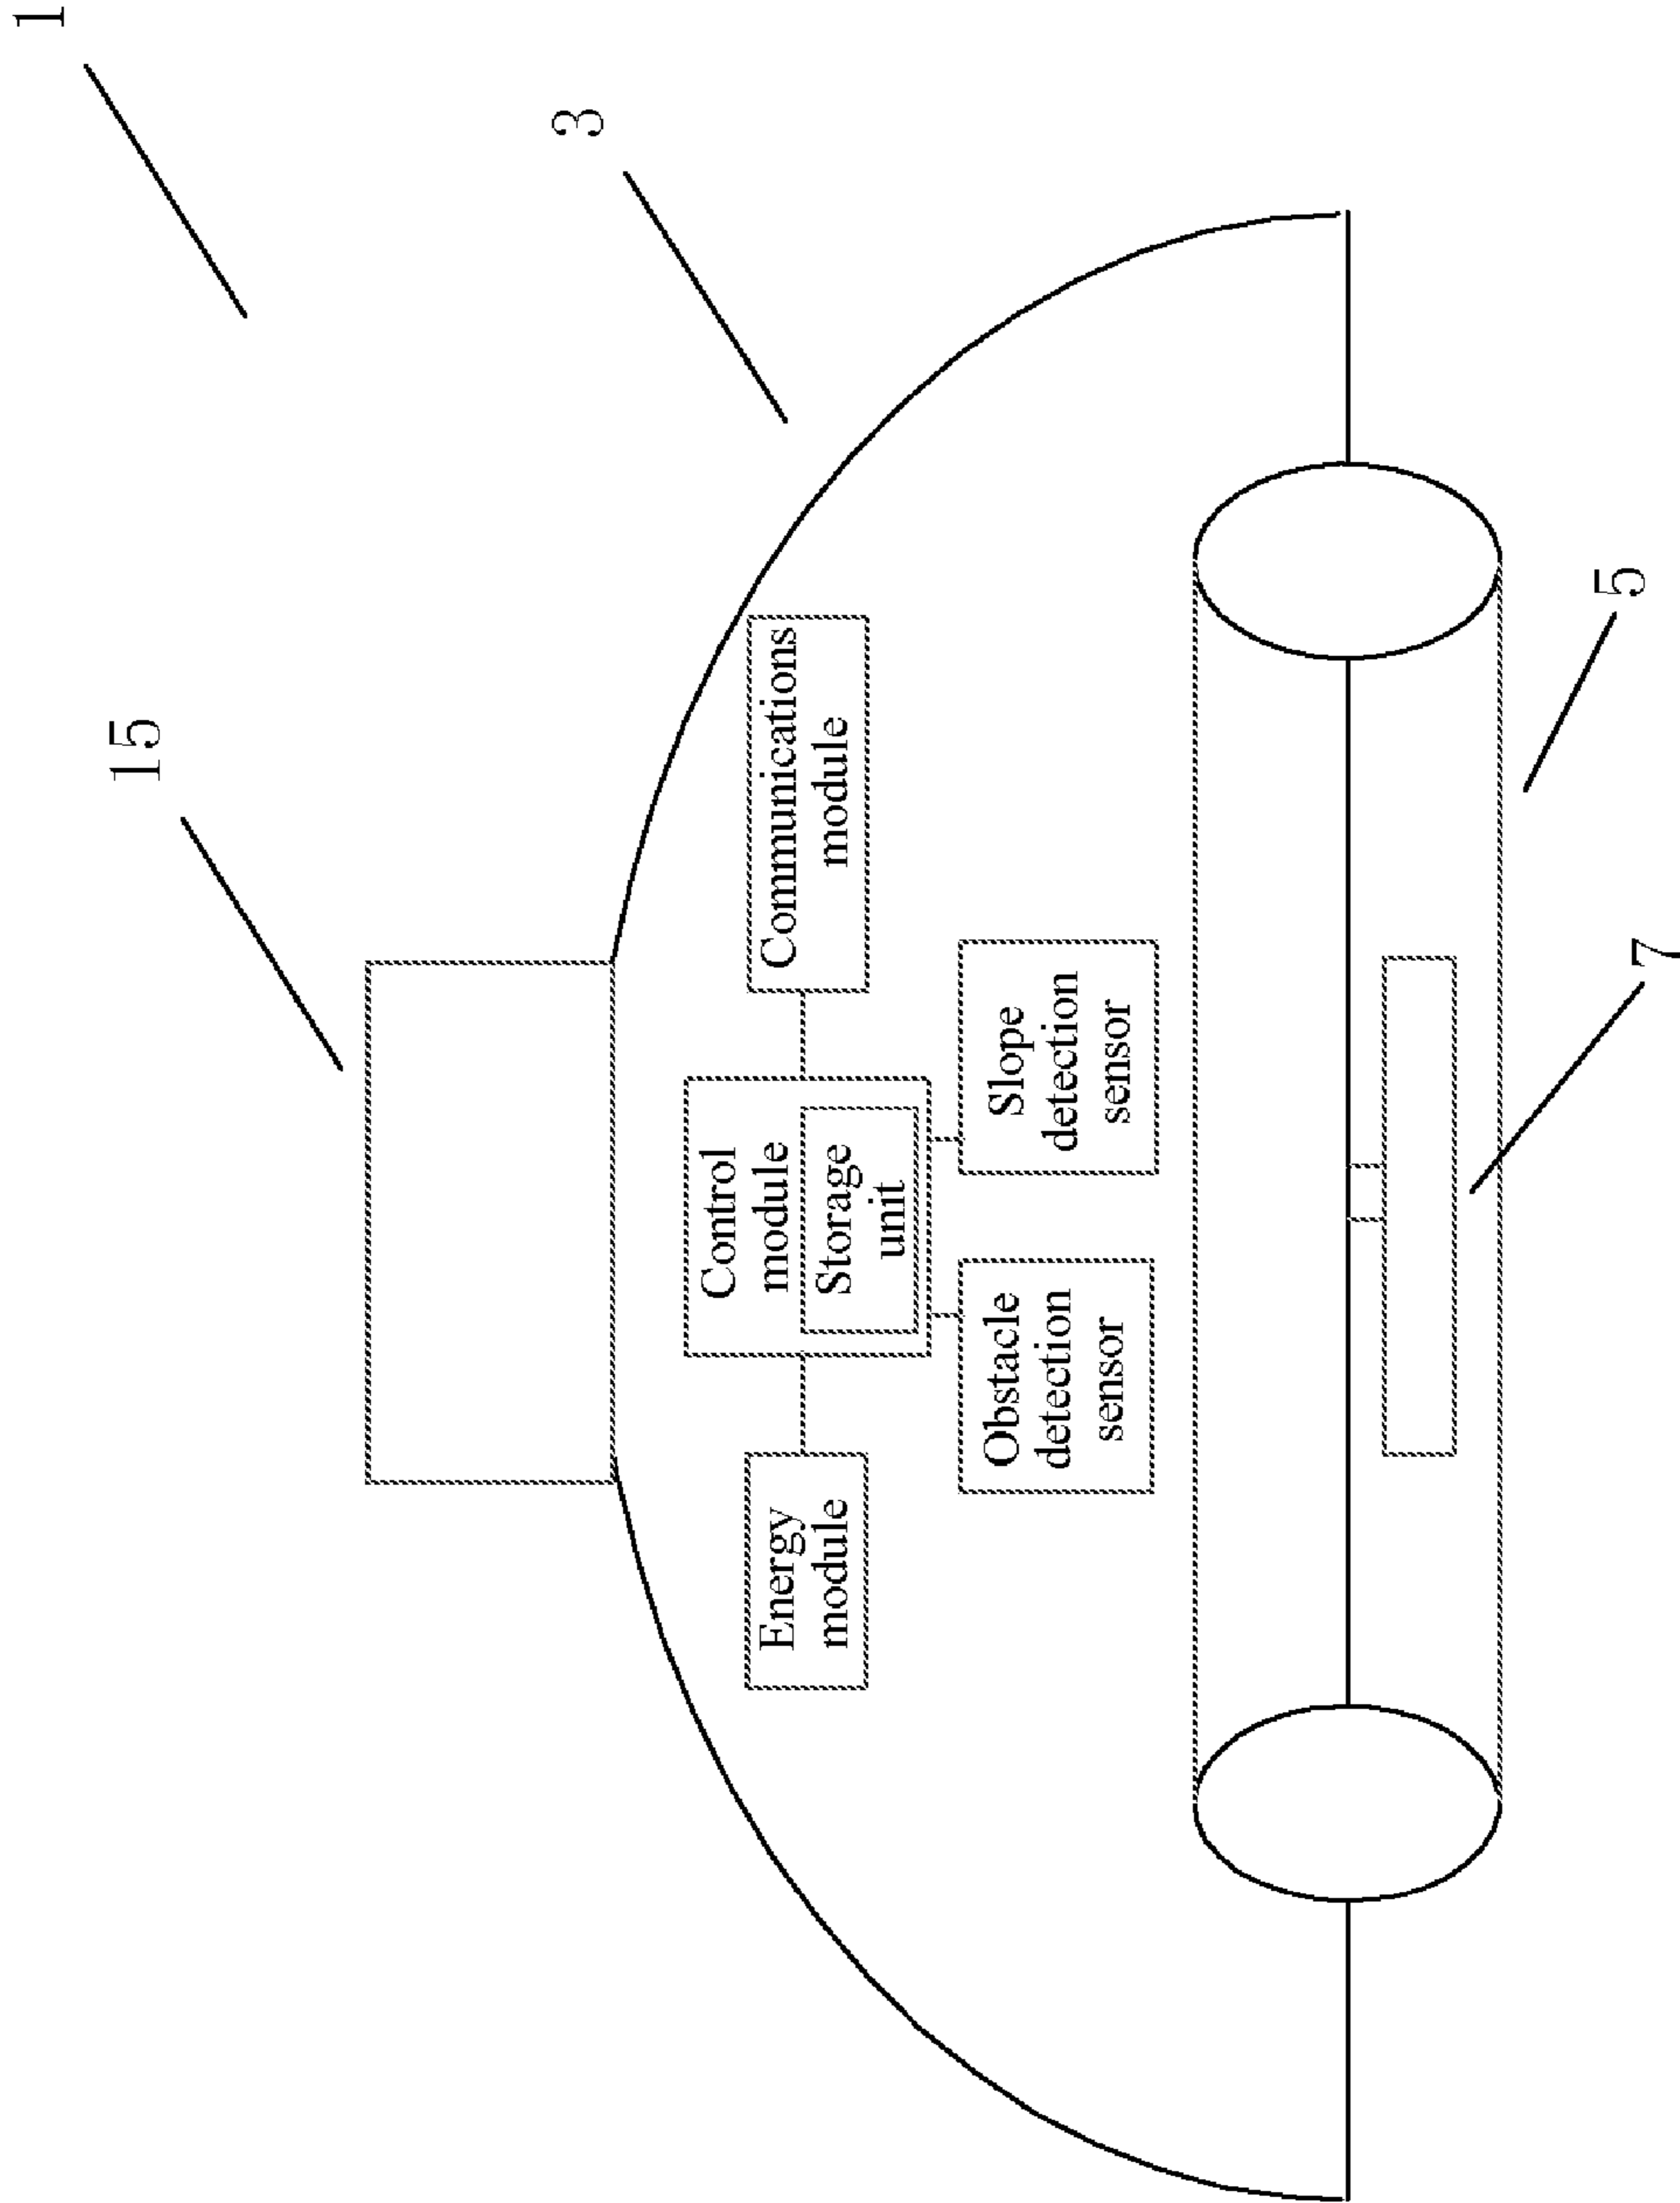 1
3
15
Control
module
Storage
unit
Energy
module
Communications
module
Obstacle
detection
sensor
Slope
detection
sensor
5
7